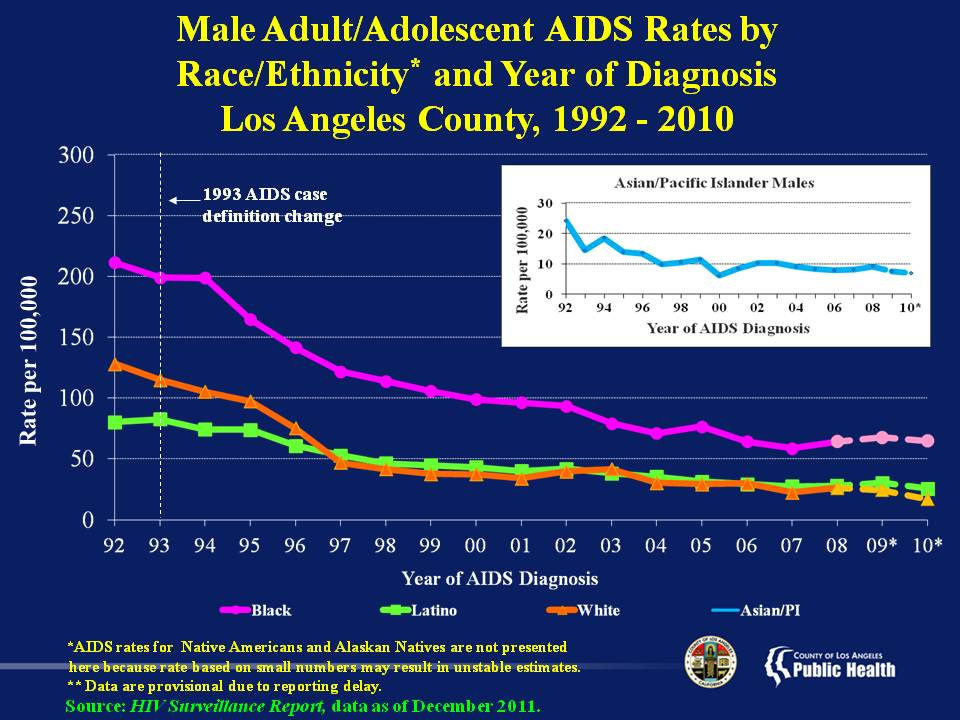 Male Adult/Adolescent AIDS Rates by
Race/Ethnicity* and Year of Diagnosis
Los Angeles County, 1992 - 2010
Rate per 100,000
300
250
200
150
100
50
0
1993 AIDS case
definition change
Asian/Pacific Islander Males
Rate per 100,000
30
20
10
0
92 94 96 98 00 02 04 06 08 10*
Year of AIDS Diagnosis
92 93 94 95 96 97 98 99 00 01 02 03 04 05 06 07 08 09* 10*
Year of AIDS Diagnosis
Black Latino White Asian/PI
*AIDS rates for Native Americans and Alaskan Natives are not presented
here because rate based on small numbers may result in unstable estimates.
** Data are provisional due to reporting delay.
Source: HIV Surveillance Report, data as of December 2011.
COUNTY OF LOS ANGELES
Public Health